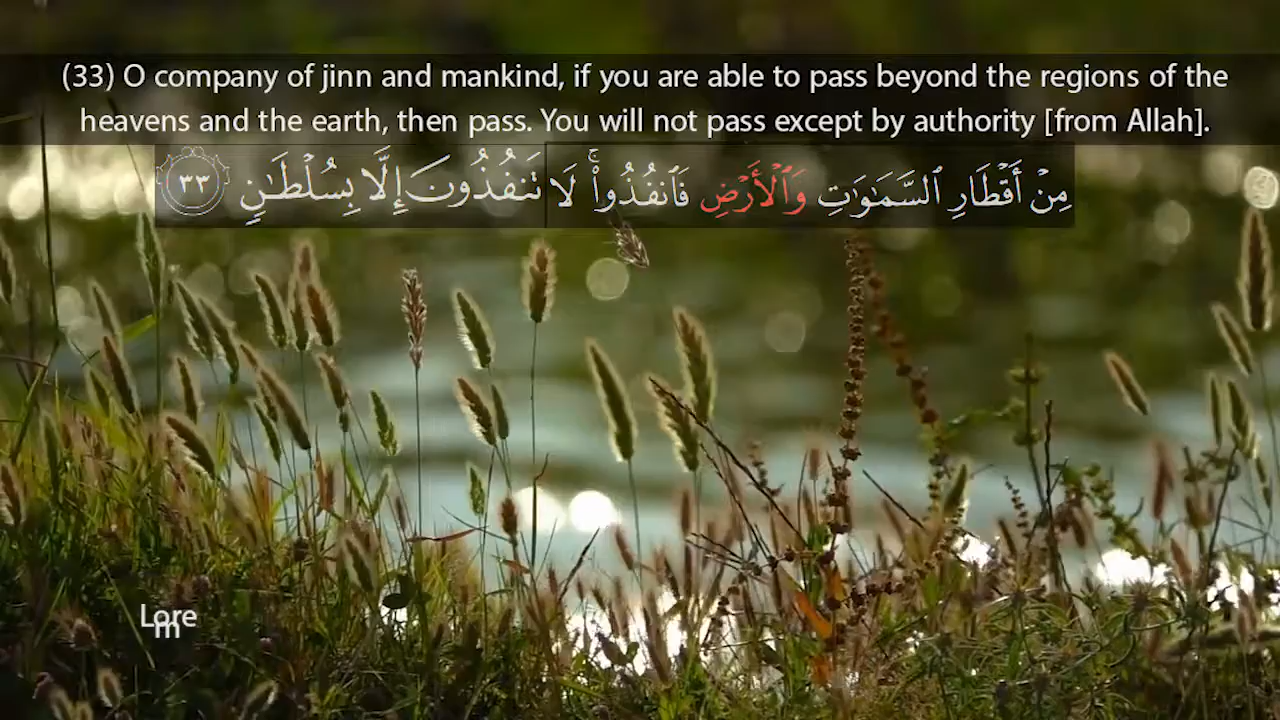 (33) O company of jinn and mankind, if you are able to pass beyond the regions of the
heavens and the earth, then pass. You will not pass except by authority [from Allah].
مِنْ أَقْطَارِ ٱلسَّمَٰوَٰتِ وَٱلْأَرْضِ فَٱنفُذُوا۟ ۚ لَا تَنفُذُونَ إِلَّا بِسُلْطَٰنٍ ٣٣
Lore
m